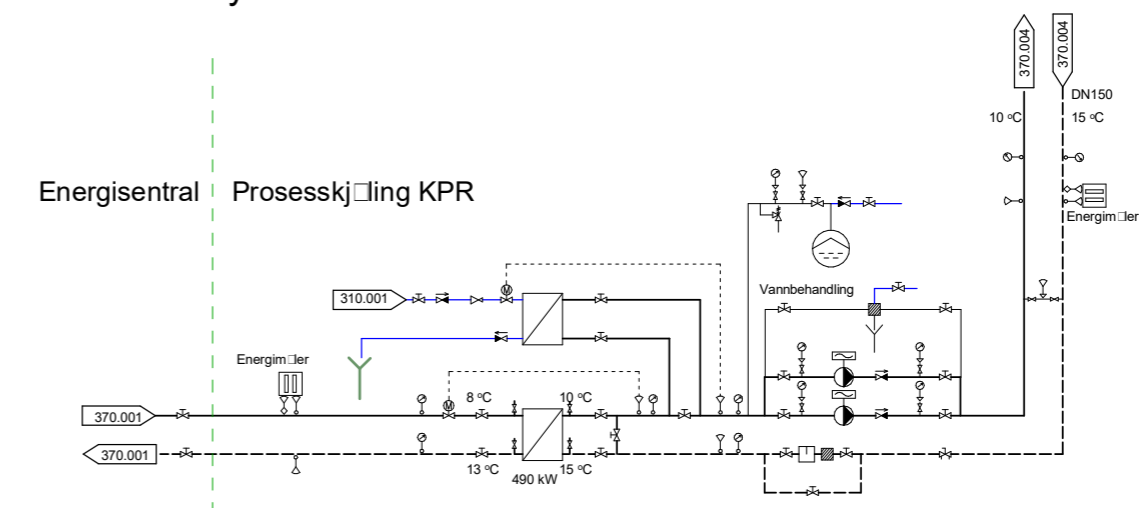 370.004
370.004
DN150
10 °C
15 °C
Energisentral
Prosesskj□ling KPR
Energim□ler
310.001
Vannbehandling
Energim□ler
M
M
8 °C
10 °C
370.001
370.001
13 °C
15 °C
490 kW